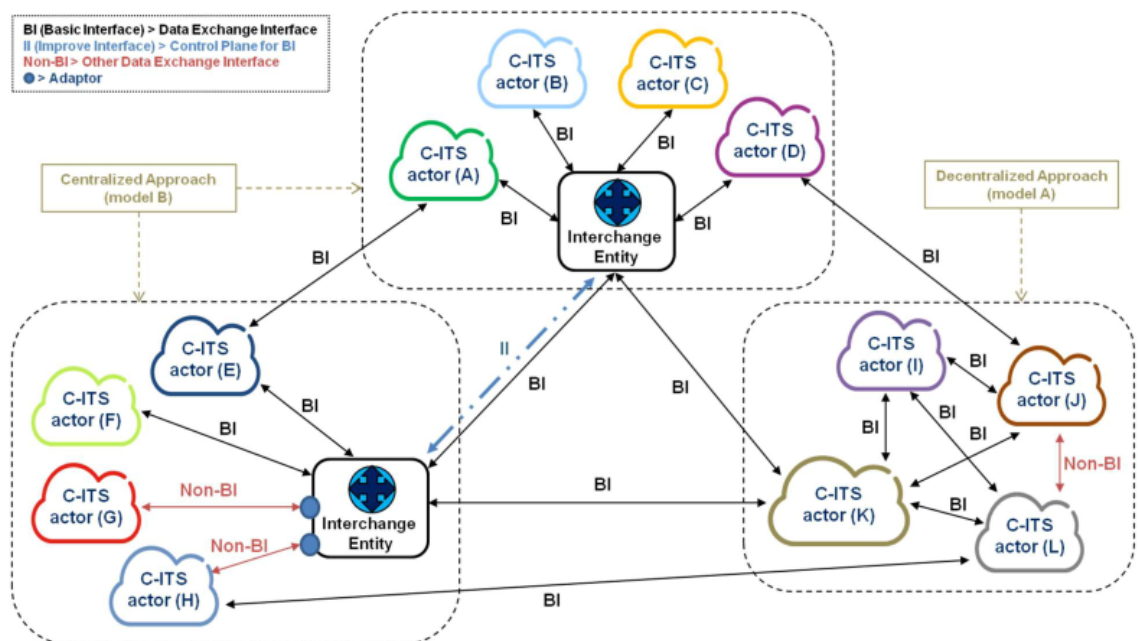 BI (Basic Interface) > Data Exchange Interface
II (Improve Interface) > Control Plane for BI
Non-BI > Other Data Exchange Interface
> Adaptor
C-ITS
actor (B)
C-ITS
actor (C)
C-ITS
actor (A)
C-ITS
actor (D)
BI
BI
BI
BI
Interchange
Entity
Centralized Approach
(model B)
Decentralized Approach
(model A)
BI
BI
C-ITS
actor (E)
C-ITS
actor (F)
C-ITS
actor (G)
C-ITS
actor (H)
BI
BI
Non-BI
Non-BI
Interchange
Entity
II
BI
BI
BI
BI
C-ITS
actor (I)
C-ITS
actor (J)
C-ITS
actor (K)
C-ITS
actor (L)
BI
BI
BI
BI
BI
Non-BI